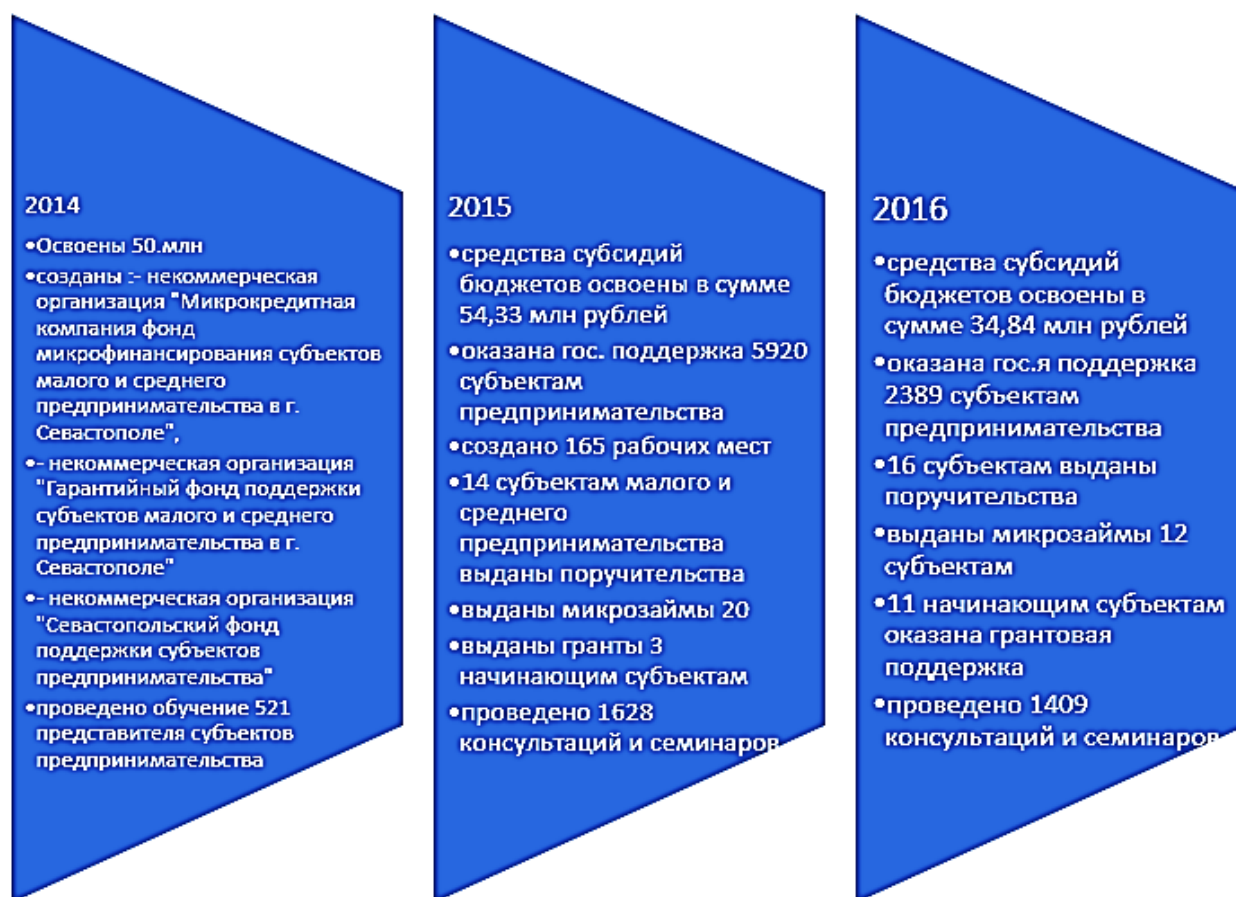 2014
•Освоены 50.млн
•созданы :- некоммерческая
организация "Микрокредитная
компания фонд
микрофинансирования субъектов
малого и среднего
предпринимательства в г.
Севастополе",
•- некоммерческая организация
"Гарантийный фонд поддержки
субъектов малого и среднего
предпринимательства в г.
Севастополе"
•- некоммерческая организация
"Севастопольский фонд
поддержки субъектов
предпринимательства"
•проведено обучение 521
представителя субъектов
предпринимательства
2015
•средства субсидий
бюджетов освоены в сумме
54,33 млн рублей
•оказана гос. поддержка 5920
субъектам
предпринимательства
•создано 165 рабочих мест
•14 субъектам малого и
среднего
предпринимательства
выданы поручительства
•выданы микрозаймы 20
•выданы гранты 3
начинающим субъектам
•проведено 1628
консультаций и семинаров
2016
•средства субсидий
бюджетов освоены в
сумме 34,84 млн рублей
•оказана гос.я поддержка
2389 субъектам
предпринимательства
•16 субъектам выданы
поручительства
•выданы микрозаймы 12
субъектам
•11 начинающим субъектам
оказана грантовая
поддержка
•проведено 1409
консультаций и семинаров